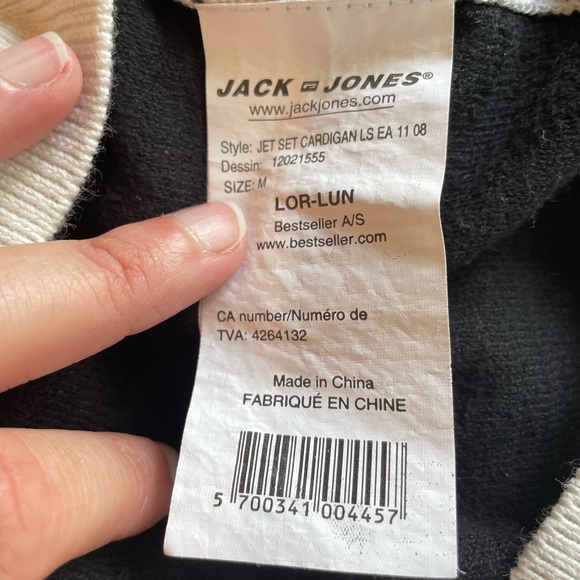 JACK JONES®
www.jackjones.com
Style: JET SET CARDIGAN LS EA 11 08
Dessin: 12021555
SIZE: M
LOR-LUN
Bestseller A/S
www.bestseller.com
CA number/Numéro de
TVA: 4264132
Made in China
FABRIQUÉ EN CHINE
5 700341 004457